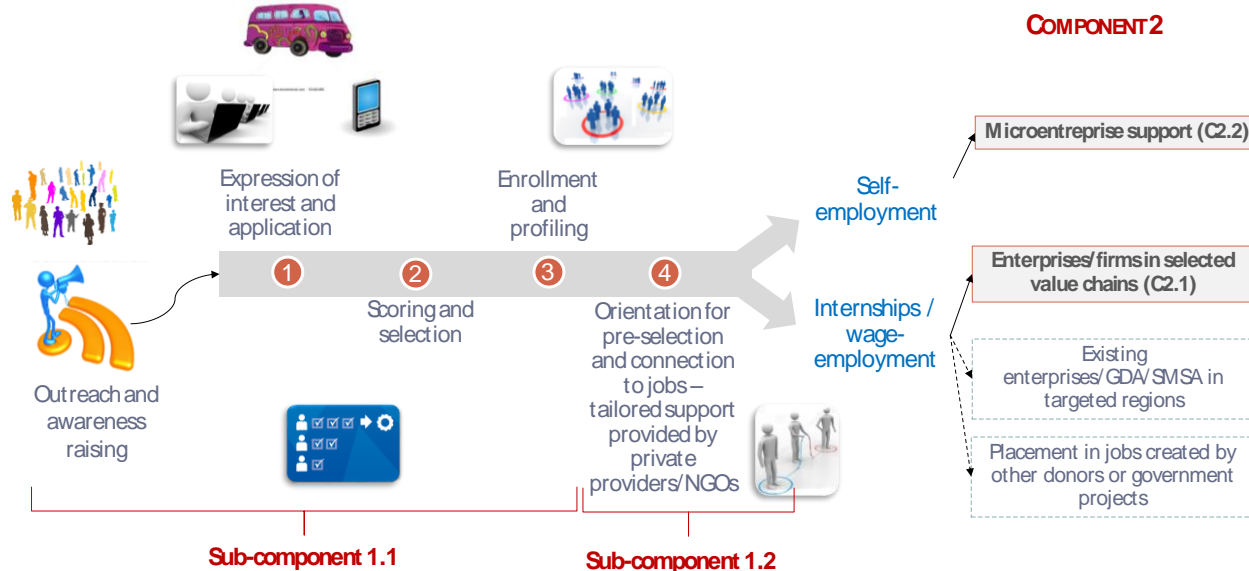 COMPONENT 2
Microentreprise support (C2.2)
Expression of
interest and
application
Enrollment
and
profiling
Self-
employment
1
2
3
4
Enterprises/firms in selected
value chains (C2.1)
Scoring and
selection
Orientation for
pre-selection
and connection
to jobs –
tailored support
provided by
private
providers/NGOs
Internships /
wage-
employment
Existing
enterprises/GDA/SMSA in
targeted regions
Outreach and
awareness
raising
Placement in jobs created by
other donors or government
projects
Sub-component 1.1
Sub-component 1.2